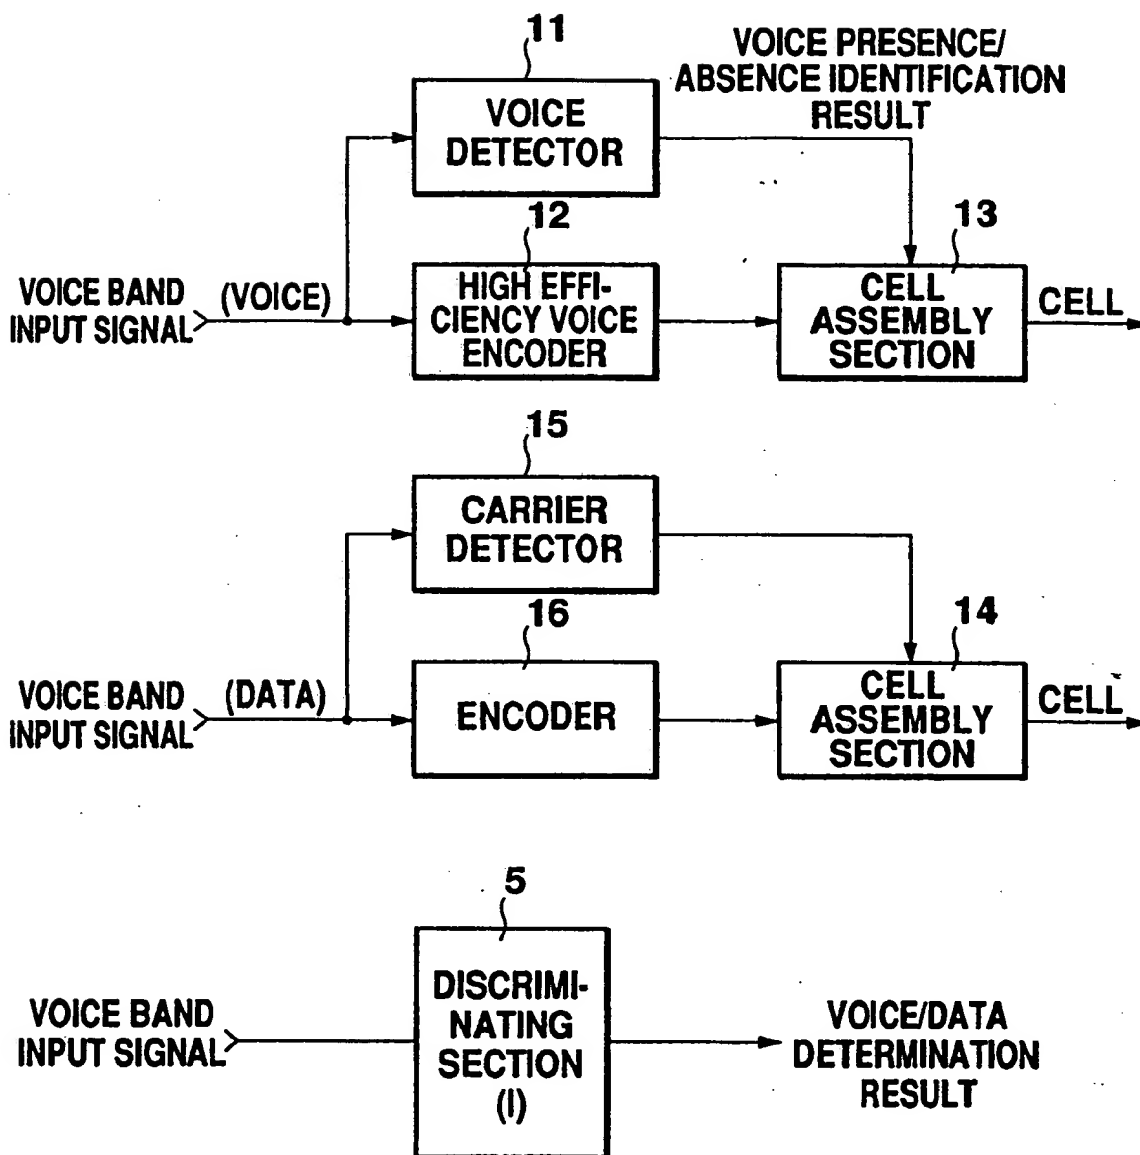 11
VOICE PRESENCE/
ABSENCE IDENTIFICATION
RESULT
VOICE
DETECTOR
12
13
VOICE BAND
INPUT SIGNAL
(VOICE)
HIGH EFFI-
CIENCY VOICE
ENCODER
CELL
ASSEMBLY
SECTION
CELL
15
CARRIER
DETECTOR
16
14
VOICE BAND
INPUT SIGNAL
(DATA)
ENCODER
CELL
ASSEMBLY
SECTION
CELL
5
VOICE BAND
INPUT SIGNAL
DISCRIMI-
NATING
SECTION
(I)
VOICE/DATA
DETERMINATION
RESULT